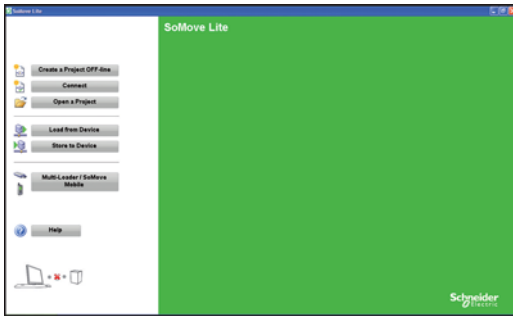 SoMove Lite
SoMove Lite
Create a Project OFF-line
Connect
Open a Project
Load from Device
Store to Device
Multi-Loader / SoMove
Mobile
Help
Schneider
Electric